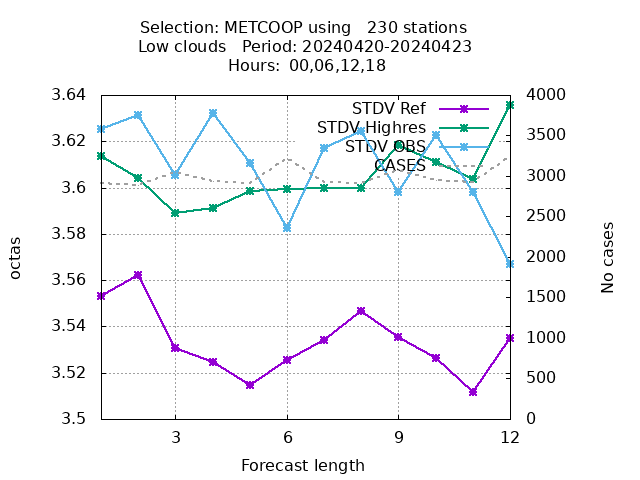 Selection: METCOOP using   230 stations
Low clouds   Period: 20240420-20240423
Hours:  00,06,12,18
3.64
3.62
3.6
3.58
3.56
3.54
3.52
3.5
4000
3500
3000
2500
2000
1500
1000
500
0
STDV Ref
STDV Highres
STDV OBS
CASES
octas
No cases
3
6
9
12
Forecast length